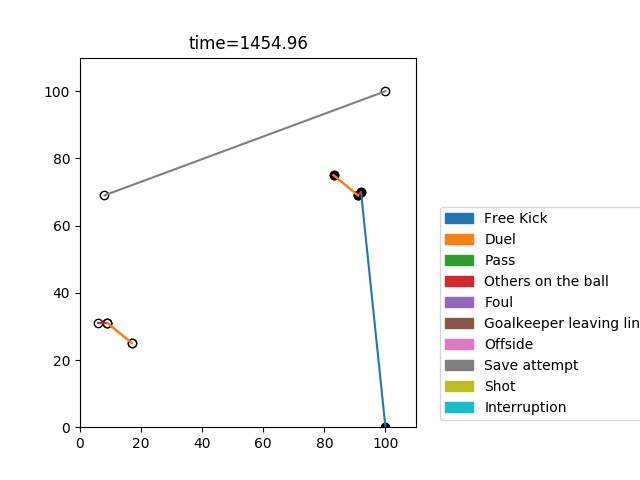 time=1454.96
100
80
60
40
20
0
0 20 40 60 80 100
Free Kick
Duel
Pass
Others on the ball
Foul
Goalkeeper leaving lin
Offside
Save attempt
Shot
Interruption